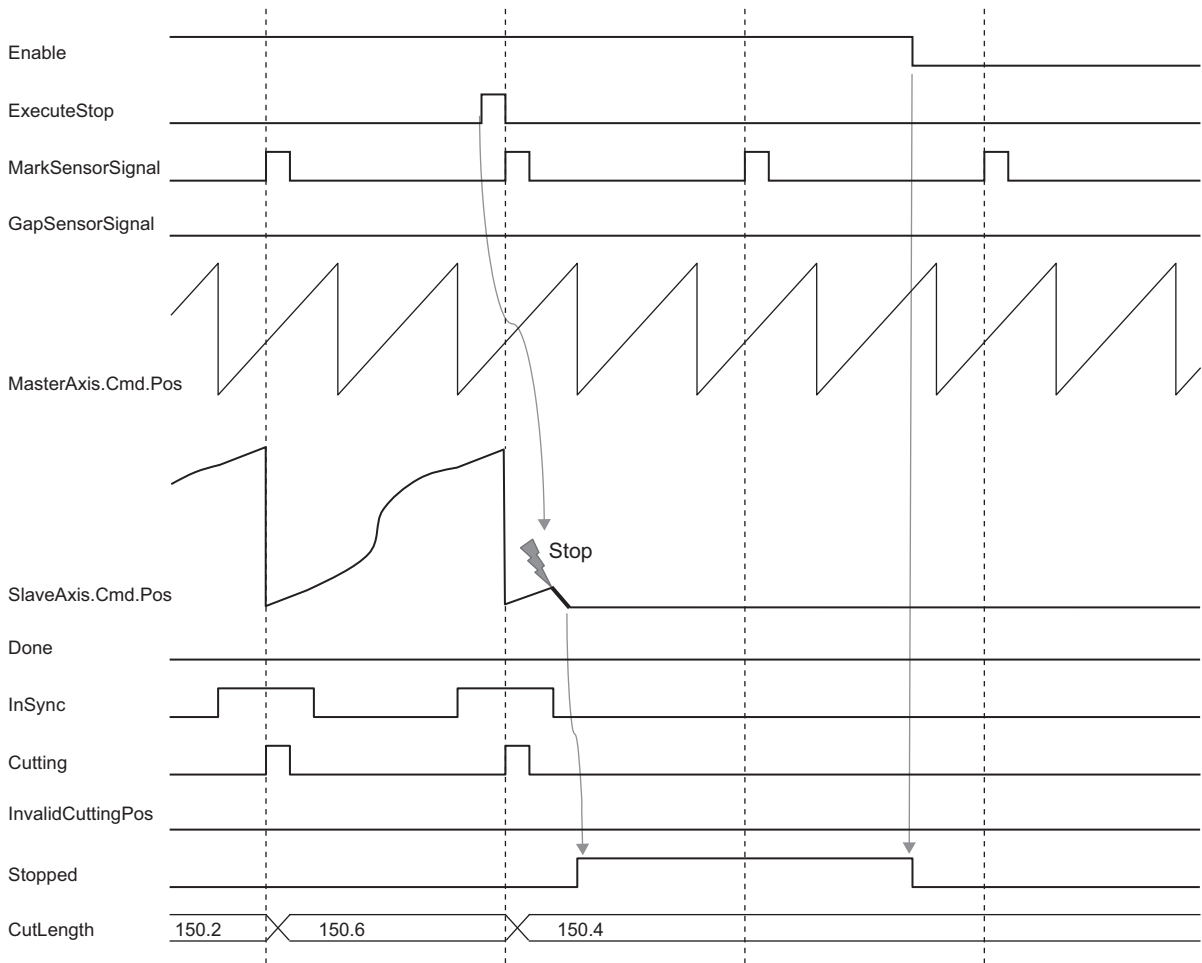 Enable
ExecuteStop
MarkSensorSignal
GapSensorSignal
MasterAxis.Cmd.Pos
Stop
SlaveAxis.Cmd.Pos
Done
InSync
Cutting
InvalidCuttingPos
Stopped
CutLength 150.2 150.6 150.4